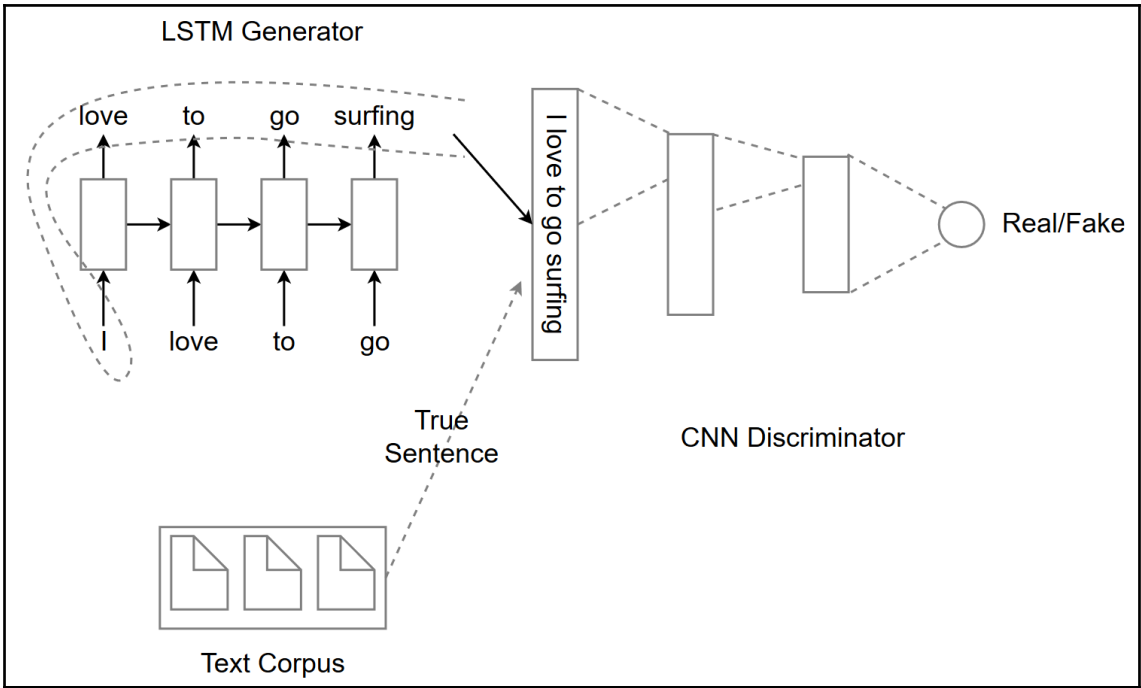 LSTM Generator
love to go surfing
I love to go
I love to go surfing
Real/Fake
True
Sentence
CNN Discriminator
Text Corpus